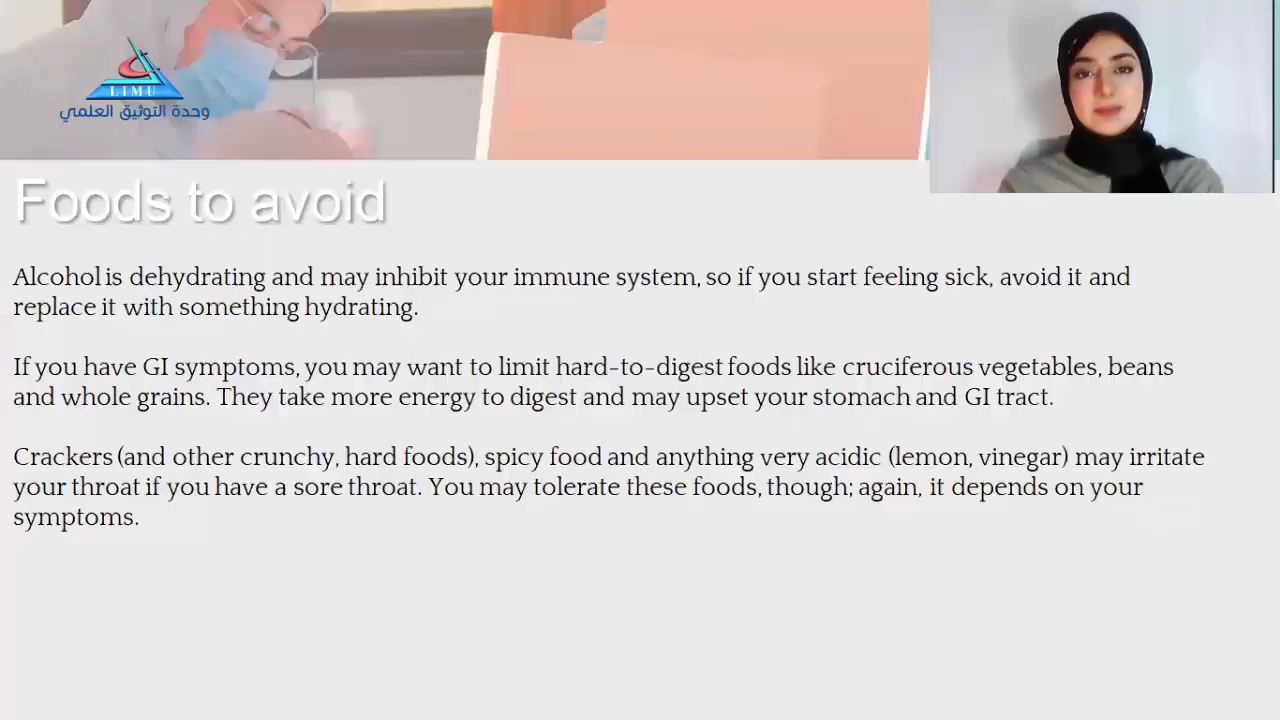 LIMU
وحدة التوثيق العلمي
Foods to avoid
Alcohol is dehydrating and may inhibit your immune system, so if you start feeling sick, avoid it and
replace it with something hydrating.
If you have GI symptoms, you may want to limit hard-to-digest foods like cruciferous vegetables, beans
and whole grains. They take more energy to digest and may upset your stomach and GI tract.
Crackers (and other crunchy, hard foods), spicy food and anything very acidic (lemon, vinegar) may irritate
your throat if you have a sore throat. You may tolerate these foods, though; again, it depends on your
symptoms.